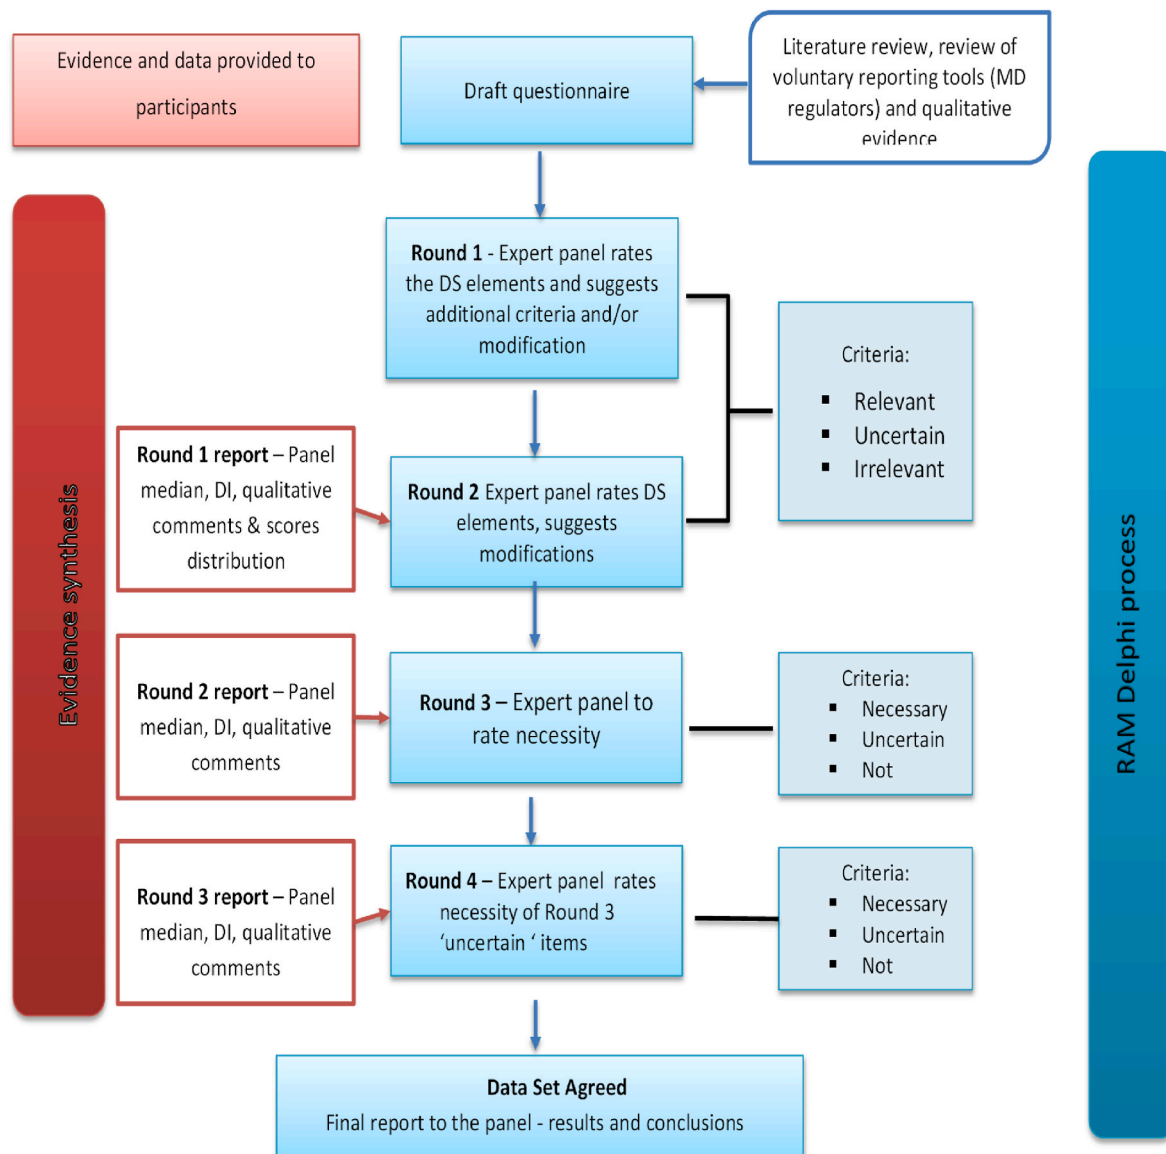 Evidence and data provided to
participants
Draft questionnaire
Literature review, review of
voluntary reporting tools (MD
regulators) and qualitative
evidence
Evidence synthesis
RAM Delphi process
Round 1 - Expert panel rates
the DS elements and suggests
additional criteria and/or
modification
Criteria:
▪ Relevant
▪ Uncertain
▪ Irrelevant
Round 1 report – Panel
median, DI, qualitative
comments & scores
distribution
Round 2 Expert panel rates DS
elements, suggests
modifications
Round 2 report – Panel
median, DI, qualitative
comments
Round 3 – Expert panel to
rate necessity
Criteria:
▪ Necessary
▪ Uncertain
▪ Not
Round 3 report – Panel
median, DI, qualitative
comments
Round 4 – Expert panel rates
necessity of Round 3
‘uncertain ‘ items
Criteria:
▪ Necessary
▪ Uncertain
▪ Not
Data Set Agreed
Final report to the panel - results and conclusions